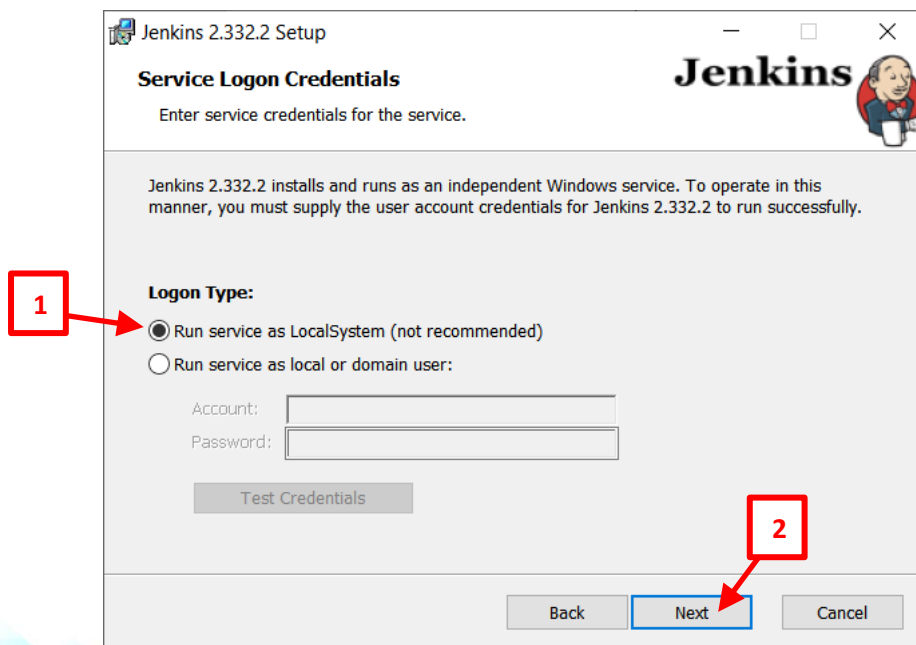 Jenkins 2.332.2 Setup
Service Logon Credentials
Jenkins
Enter service credentials for the service.
Jenkins 2.332.2 installs and runs as an independent Windows service. To operate in this
manner, you must supply the user account credentials for Jenkins 2.332.2 to run successfully.
Logon Type:
1
Run service as LocalSystem (not recommended)
Run service as local or domain user:
Account:
Password:
Test Credentials
2
Back
Next
Cancel